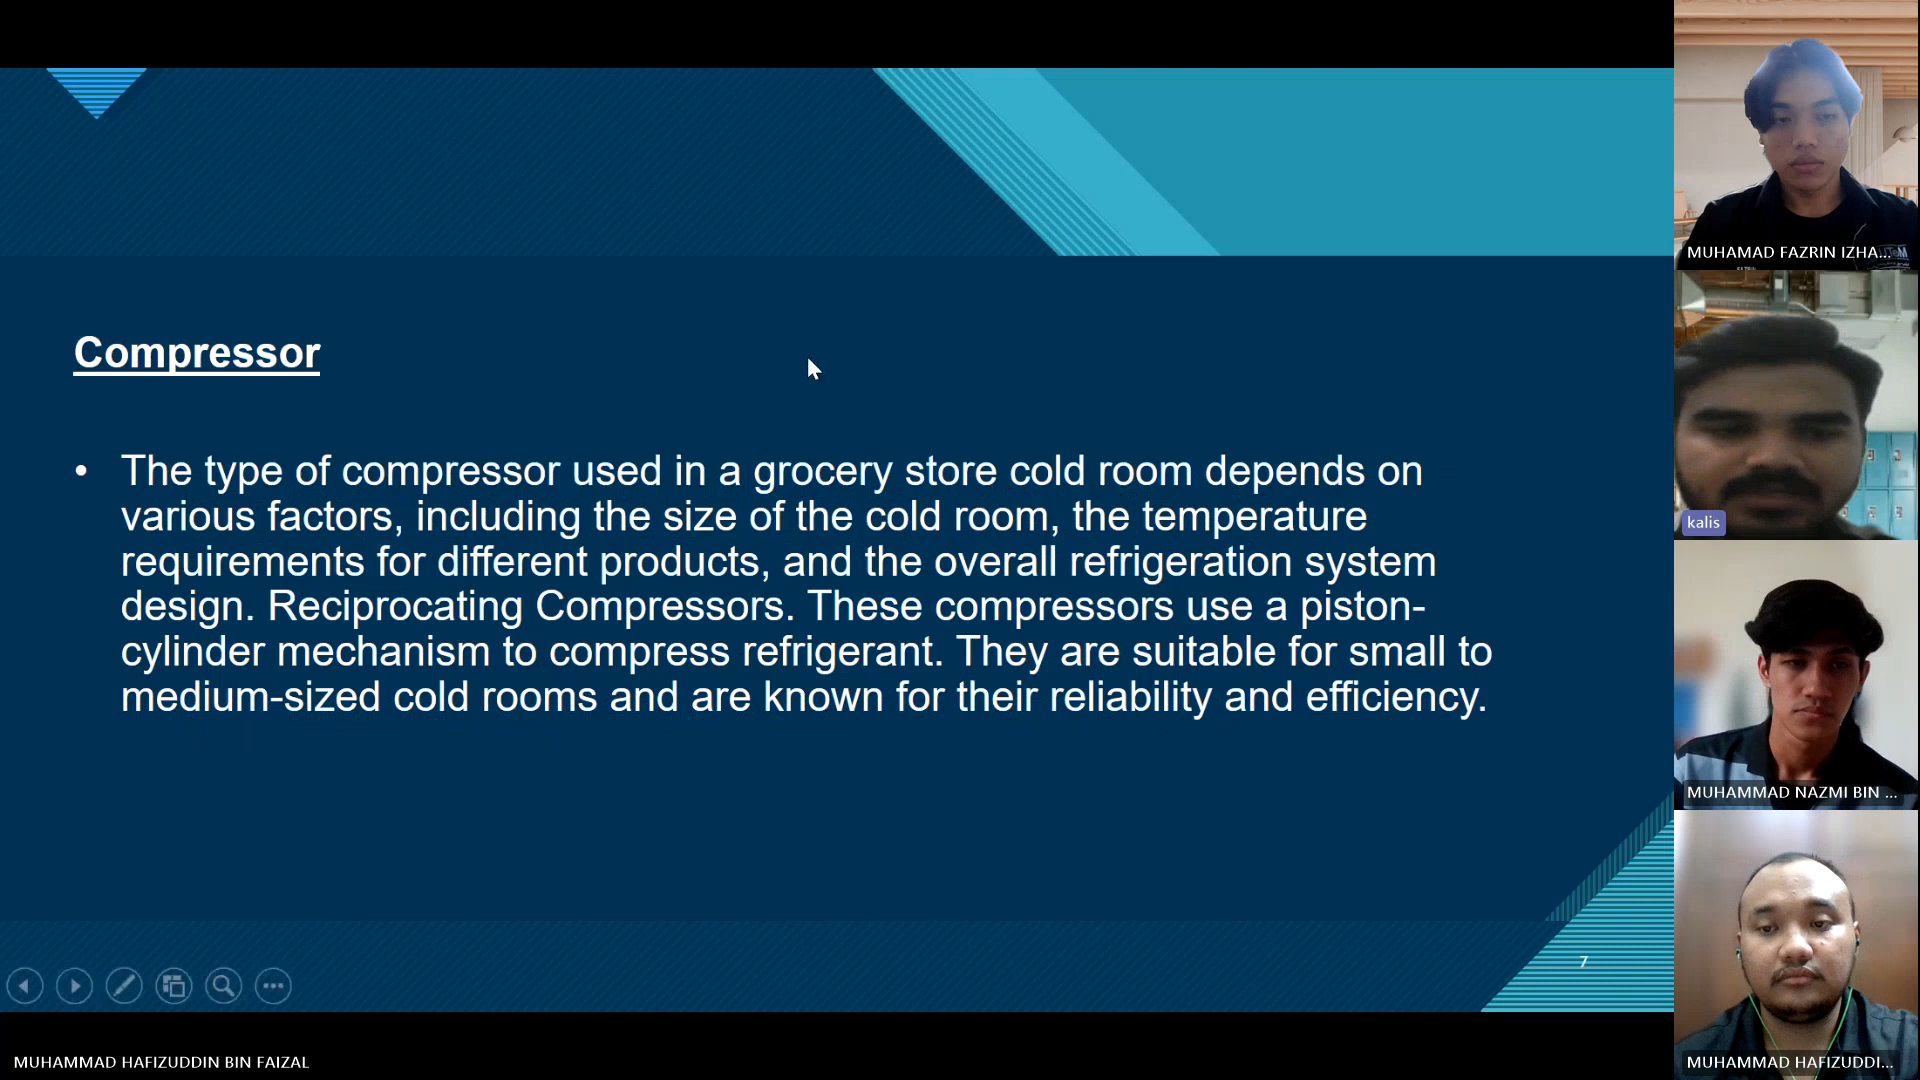 Compressor
• The type of compressor used in a grocery store cold room depends on
various factors, including the size of the cold room, the temperature
requirements for different products, and the overall refrigeration system
design. Reciprocating Compressors. These compressors use a piston-
cylinder mechanism to compress refrigerant. They are suitable for small to
medium-sized cold rooms and are known for their reliability and efficiency.
7
MUHAMMAD HAFIZUDDIN BIN FAIZAL
MUHAMAD FAZRIN IZHA...
kalis
MUHAMMAD NAZMI BIN ...
MUHAMMAD HAFIZUDDI...